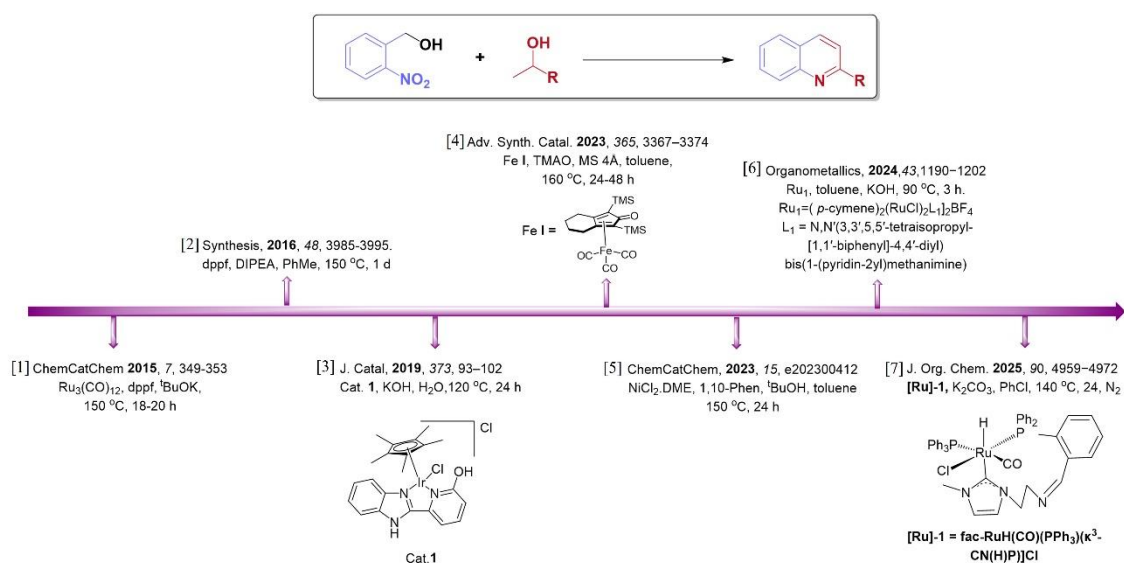 OH
NO2
+
OH
R
N
R
[4] Adv. Synth. Catal. 2023, 365, 3367–3374
Fe I, TMAO, MS 4Å, toluene,
160 °C, 24-48 h
Fe I =
TMS
O
TMS
Fe
OC
CO
CO
[6] Organometallics, 2024,43,1190−1202
Ru1, toluene, KOH, 90 °C, 3 h.
Ru1=( p-cymene)2(RuCl)2L1]2BF4
L1 = N,N′(3,3′,5,5′-tetraisopropyl-
[1,1′-biphenyl]-4,4′-diyl)
bis(1-(pyridin-2yl)methanimine)
[2] Synthesis, 2016, 48, 3985-3995.
dppf, DIPEA, PhMe, 150 °C, 1 d
[1] ChemCatChem 2015, 7, 349-353
Ru3(CO)12, dppf, tBuOK,
150 °C, 18-20 h
[3] J. Catal, 2019, 373, 93–102
Cat. 1, KOH, H2O,120 °C, 24 h
Cl
Cl
OH
Ir
N
N
N
H
Cat.1
[5] ChemCatChem, 2023, 15, e202300412
NiCl2.DME, 1,10-Phen, tBuOH, toluene
150 °C, 24 h
[7] J. Org. Chem. 2025, 90, 4959–4972
[Ru]-1, K2CO3, PhCl, 140 °C, 24, N2
H
Ph2
P
Ph3P
Ru
Cl
CO
N
N
N
[Ru]-1 = fac-RuH(CO)(PPh3)(κ3-
CN(H)P)]Cl